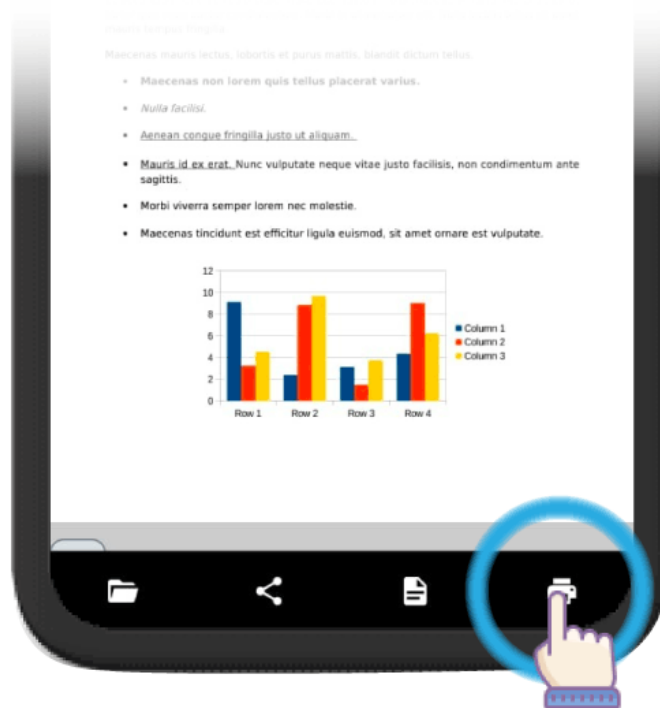 Maecenas mauris lectus, lobortis et purus mattis, blandit dictum tellus.
• Maecenas non lorem quis tellus placerat varius.
• Nulla facilisi.
• Aenean congue fringilla justo ut aliquam.
• Mauris id ex erat. Nunc vulputate neque vitae justo facilisis, non condimentum ante
sagittis.
• Morbi viverra semper lorem nec molestie.
• Maecenas tincidunt est efficitur ligula euismod, sit amet ornare est vulputate.
12
10
8
6
4
2
0
Row 1 Row 2 Row 3 Row 4
Column 1
Column 2
Column 3